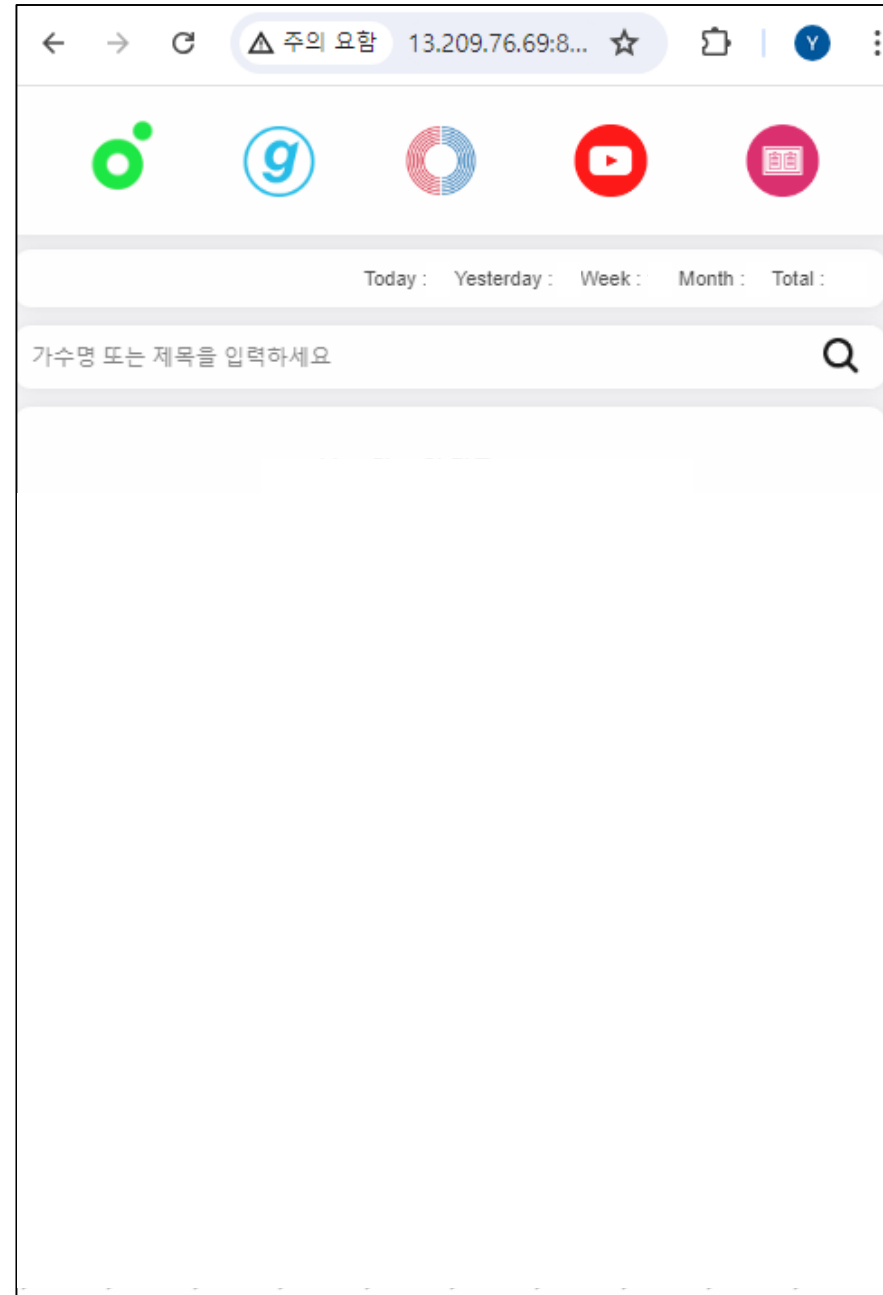 주의 요함 13.209.76.69:8... Y
g
Today : Yesterday : Week : Month : Total :
가수명 또는 제목을 입력하세요